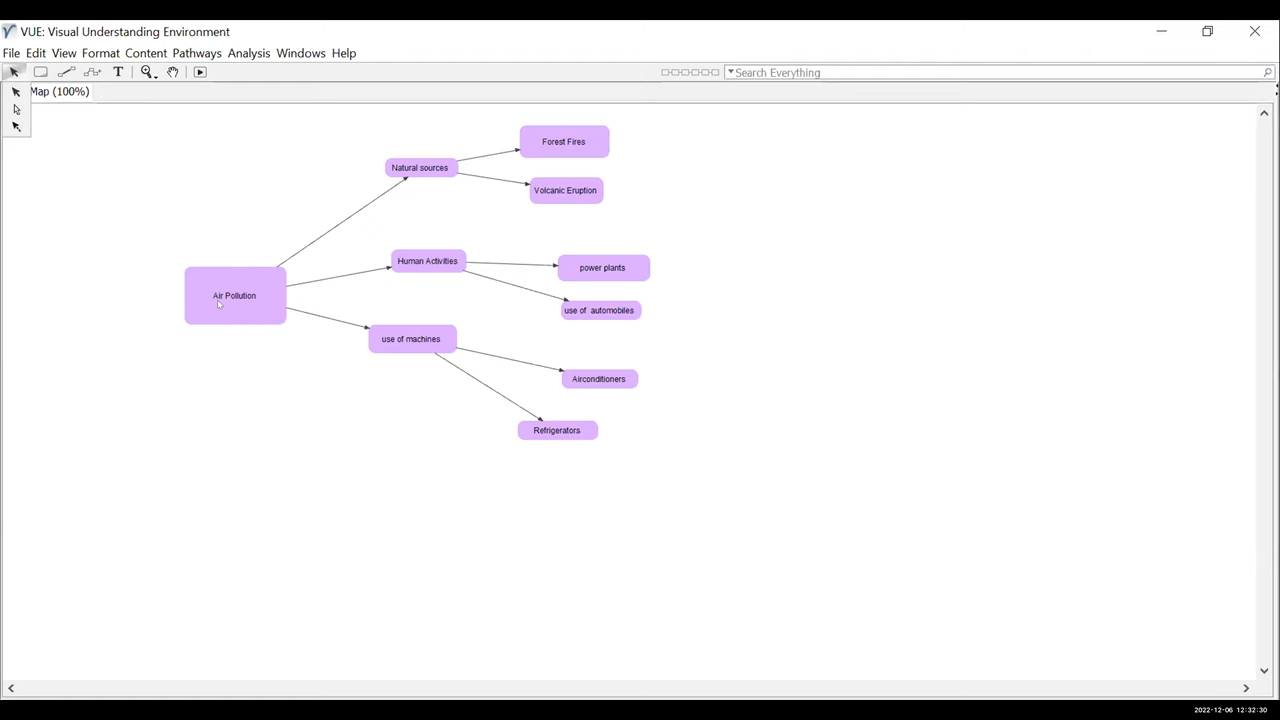 VUE: Visual Understanding Environment
File Edit View Format Content Pathways Analysis Windows Help
T Search Everything
Map (100%)
Forest Fires
Natural sources
Volcanic Eruption
Human Activities
power plants
Air Pollution
use of  automobiles
use of machines
Airconditioners
Refrigerators
2022-12-06 12:32:30